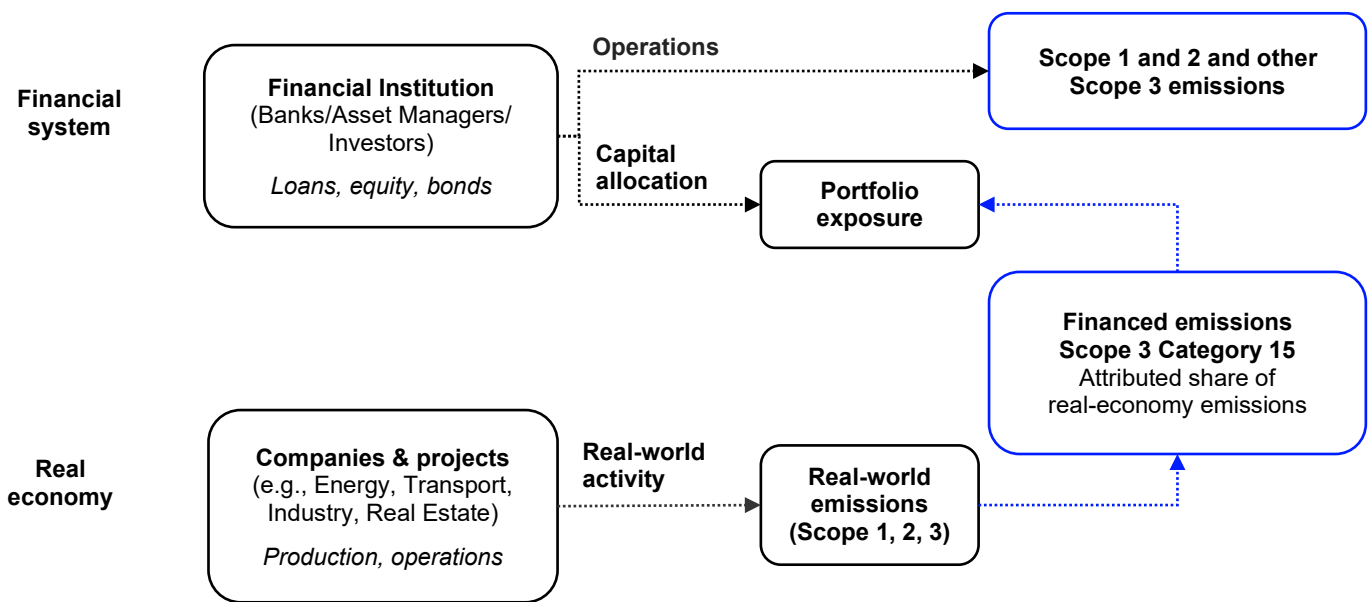 Financial
system
Financial Institution
(Banks/Asset Managers/
Investors)
Loans, equity, bonds
Operations
Capital
allocation
Scope 1 and 2 and other
Scope 3 emissions
Portfolio
exposure
Financed emissions
Scope 3 Category 15
Attributed share of
real-economy emissions
Real
economy
Companies & projects
(e.g., Energy, Transport,
Industry, Real Estate)
Production, operations
Real-world
activity
Real-world
emissions
(Scope 1, 2, 3)